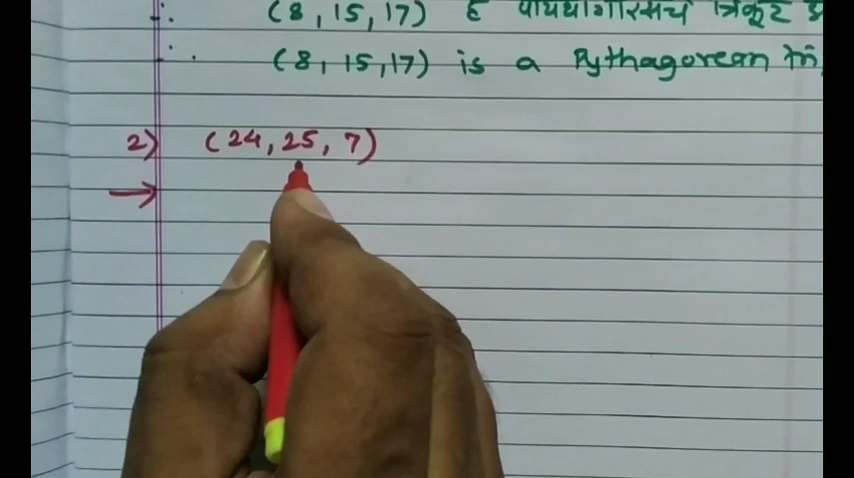 ∴ (8, 15, 17) हे पायथागोरसचे त्रिकूट
∴ (8, 15, 17) is a Pythagorean
2) (24, 25, 7)
→